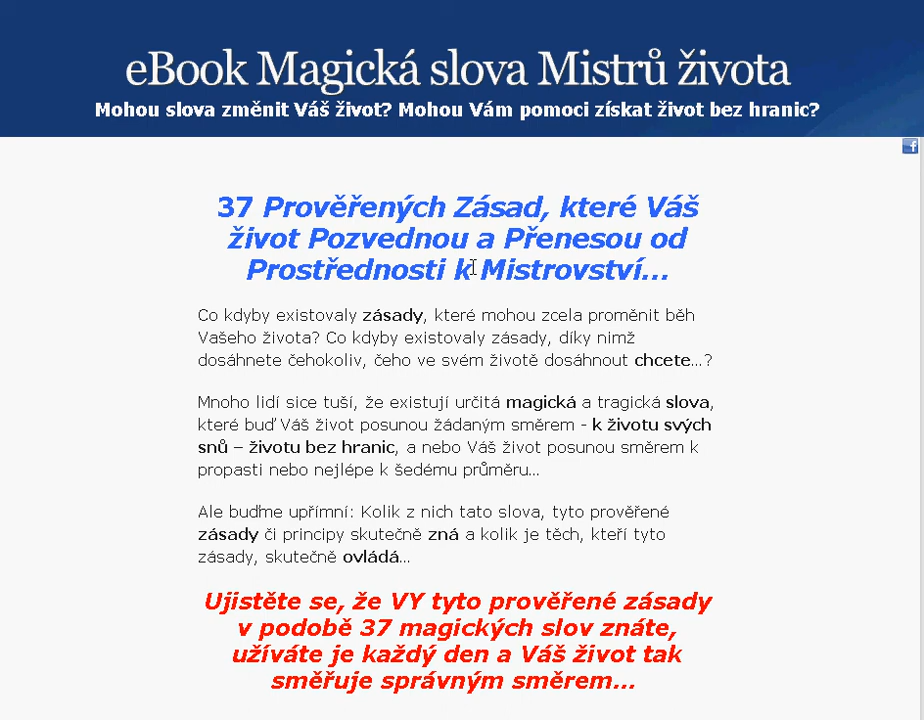 eBook Magická slova Mistrů života
Mohou slova změnit Váš život? Mohou Vám pomoci získat život bez hranic?
f
37 Prověřených Zásad, které Váš
život Pozvednou a Přenesou od
Prostřednosti k Mistrovství...
Co kdyby existovaly zásady, které mohou zcela proměnit běh
Vašeho života? Co kdyby existovaly zásady, díky nimž
dosáhnete čehokoliv, čeho ve svém životě dosáhnout chcete...?
Mnoho lidí sice tuší, že existují určitá magická a tragická slova,
které buď Váš život posunou žádaným směrem - k životu svých
snů – životu bez hranic, a nebo Váš život posunou směrem k
propasti nebo nejlépe k šedému průměru...
Ale buďme upřímní: Kolik z nich tato slova, tyto prověřené
zásady či principy skutečně zná a kolik je těch, kteří tyto
zásady, skutečně ovládá...
Ujistěte se, že VY tyto prověřené zásady
v podobě 37 magických slov znáte,
užíváte je každý den a Váš život tak
směřuje správným směrem...